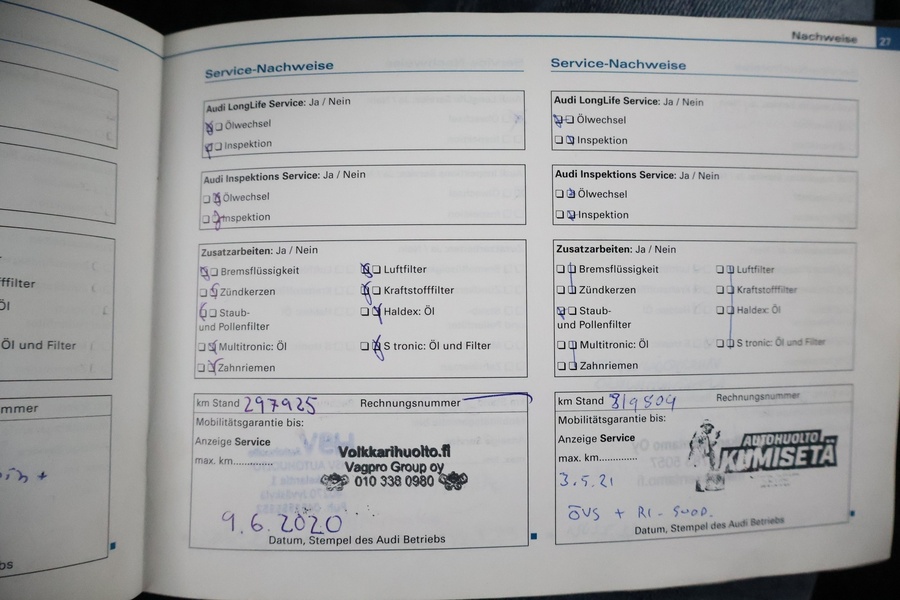 Nachweise 27
ffilter
Öl
Öl und Filter
mmer
Service-Nachweise
Audi LongLife Service: Ja / Nein
Ölwechsel
Inspektion
Audi Inspektions Service: Ja / Nein
Ölwechsel
Inspektion
Zusatzarbeiten: Ja / Nein
Bremsflüssigkeit Luftfilter
Zündkerzen Kraftstofffilter
Staub- Haldex: Öl
und Pollenfilter
Multitronic: Öl S tronic: Öl und Filter
Zahnriemen
km Stand 297925 Rechnungsnummer
Mobilitätsgarantie bis:
Anzeige Service
max. km..............
Volkkarihuolto.fi
Vagpro Group oy
010 338 0980
9.6.2020
Datum, Stempel des Audi Betriebs
Service-Nachweise
Audi LongLife Service: Ja / Nein
Ölwechsel
Inspektion
Audi Inspektions Service: Ja / Nein
Ölwechsel
Inspektion
Zusatzarbeiten: Ja / Nein
Bremsflüssigkeit Luftfilter
Zündkerzen Kraftstofffilter
Staub- Haldex: Öl
und Pollenfilter
Multitronic: Öl S tronic: Öl und Filter
Zahnriemen
km Stand 319504 Rechnungsnummer
Mobilitätsgarantie bis:
Anzeige Service
max. km..............
AUTOHUOLTO
KUMISETÄ
3.5.21
ÖVS + RI-SUOD.
Datum, Stempel des Audi Betriebs